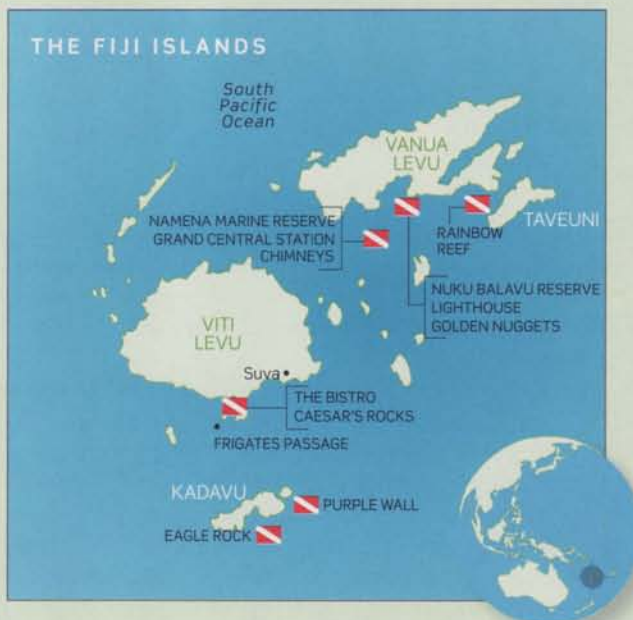 THE FIJI ISLANDS
South
Pacific
Ocean
VANUA
LEVU
TAVEUNI
NAMENA MARINE RESERVE
GRAND CENTRAL STATION
CHIMNEYS
RAINBOW
REEF
NUKU BALAVU RESERVE
LIGHTHOUSE
GOLDEN NUGGETS
VITI
LEVU
Suva
THE BISTRO
CAESAR'S ROCKS
FRIGATES PASSAGE
KADAVU
PURPLE WALL
EAGLE ROCK